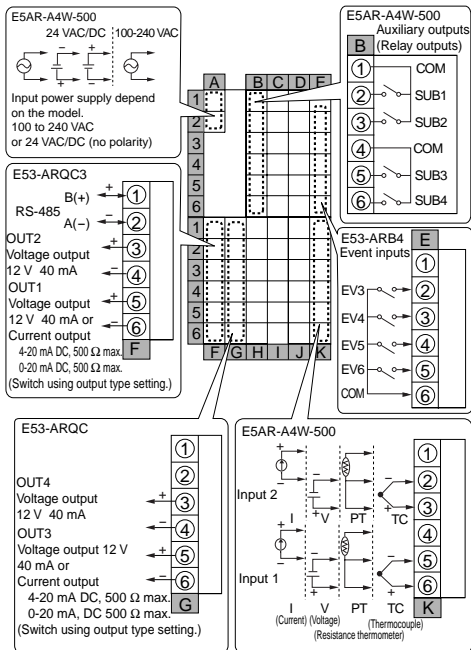 E5AR-A4W-500
24 VAC/DC 100-240 VAC
− + ∼
+ −
Input power supply depend
on the model.
100 to 240 VAC
or 24 VAC/DC (no polarity)
E5AR-A4W-500
Auxiliary outputs
(Relay outputs)
B
1 COM
2 SUB1
3 SUB2
4 COM
5 SUB3
6 SUB4
A B C D E
1
2
3
4
5
6
1
2
3
4
5
6
F G H I J K
E53-ARQC3
B(+) + 1
RS-485
A(−) − 2
OUT2
Voltage output
12 V 40 mA
+ 3
− 4
OUT1
Voltage output
12 V 40 mA or
Current output
+ 5
− 6
4-20 mA DC, 500 Ω max.
0-20 mA DC, 500 Ω max.
(Switch using output type setting.)
F
E53-ARB4
Event inputs
E
1
EV3 2
EV4 3
EV5 4
EV6 5
COM 6
E53-ARQC
1
2
OUT4
Voltage output
12 V 40 mA
+ 3
− 4
OUT3
Voltage output 12 V
40 mA or
Current output
+ 5
− 6
4-20 mA DC, 500 Ω max.
0-20 mA, DC 500 Ω max.
(Switch using output type setting.)
G
E5AR-A4W-500
1
2
3
4
5
6
K
Input 2
+ − − +
I V PT TC
Input 1
+ − − + − +
I V PT TC
(Current) (Voltage) (Thermocouple)
(Resistance thermometer)